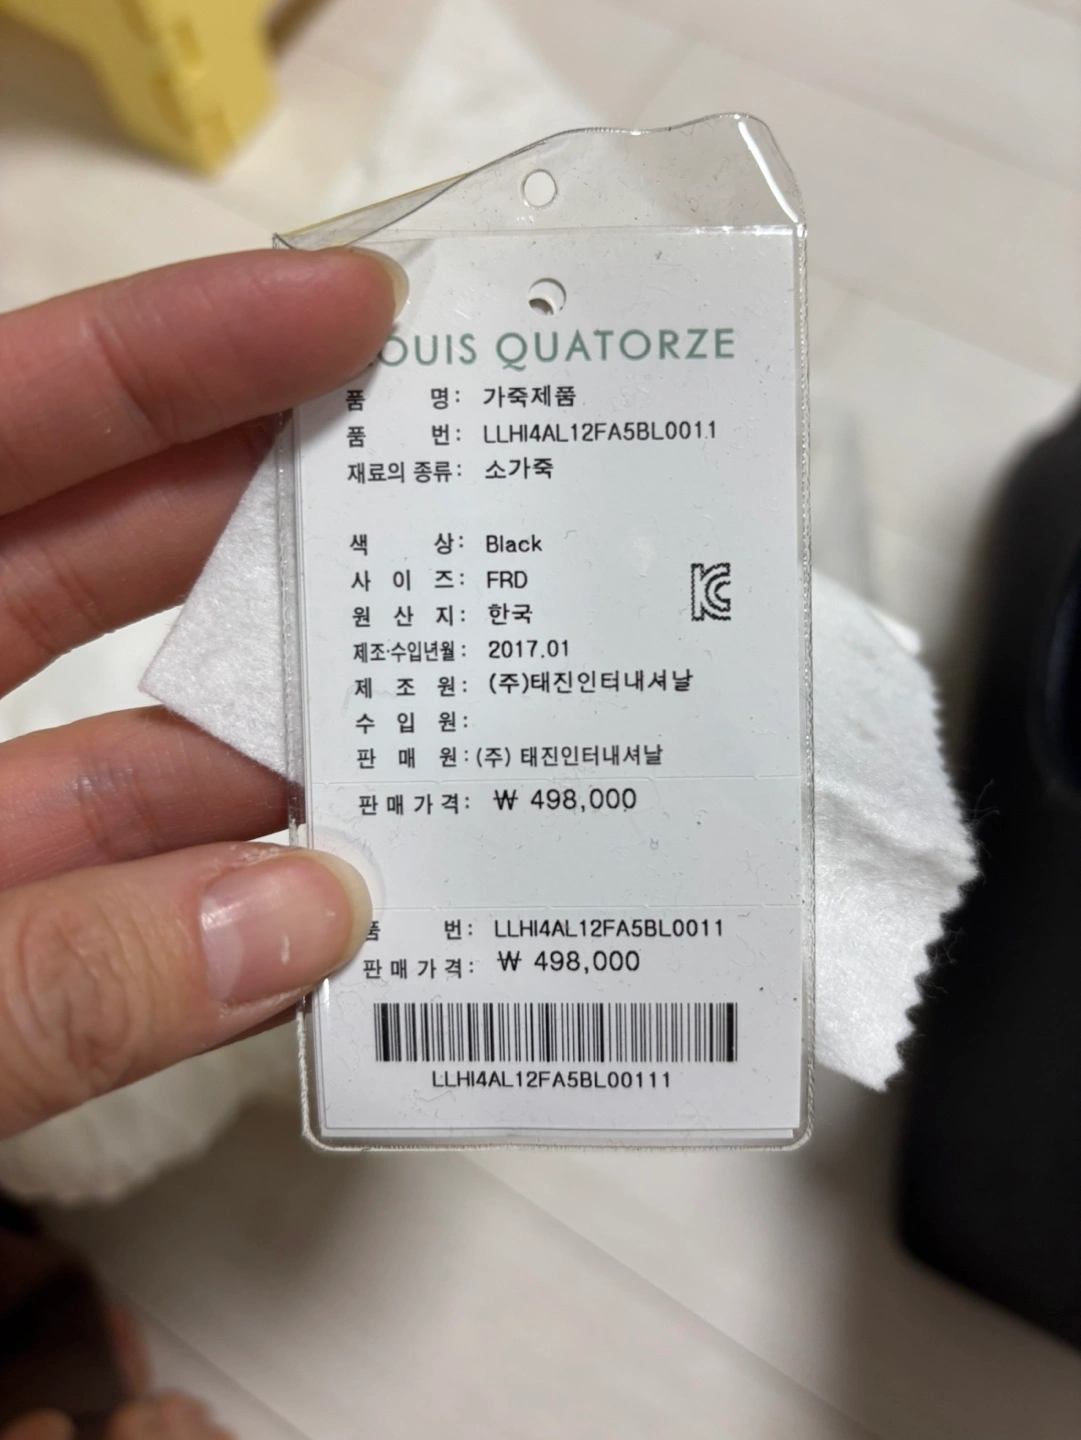 LOUIS QUATORZE
품 명: 가죽제품
품 번: LLHI4AL12FA5BL0011
재료의 종류: 소가죽
색 상: Black
사 이 즈: FRD
원 산 지: 한국
제조·수입년월: 2017.01
제 조 원: (주)태진인터내셔날
수 입 원:
판 매 원: (주) 태진인터내셔날
판 매 가 격: ₩ 498,000
품 번: LLHI4AL12FA5BL0011
판 매 가 격: ₩ 498,000
LLHI4AL12FA5BL00111